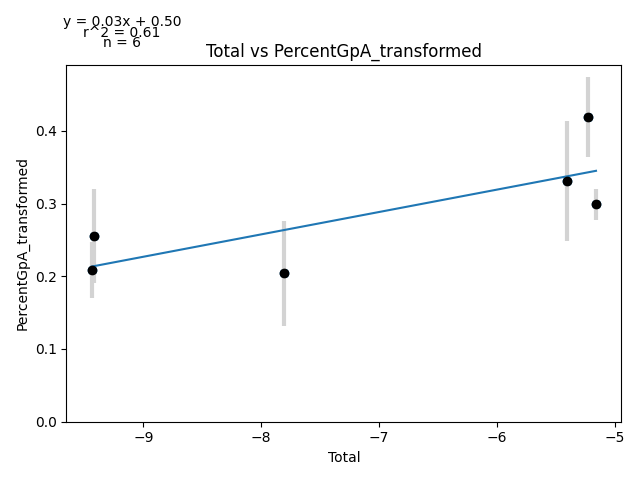 y = 0.03x + 0.50
r^2 = 0.61
n = 6
Total vs PercentGpA_transformed
PercentGpA_transformed
0.4
0.3
0.2
0.1
0.0
−9 −8 −7 −6 −5
Total